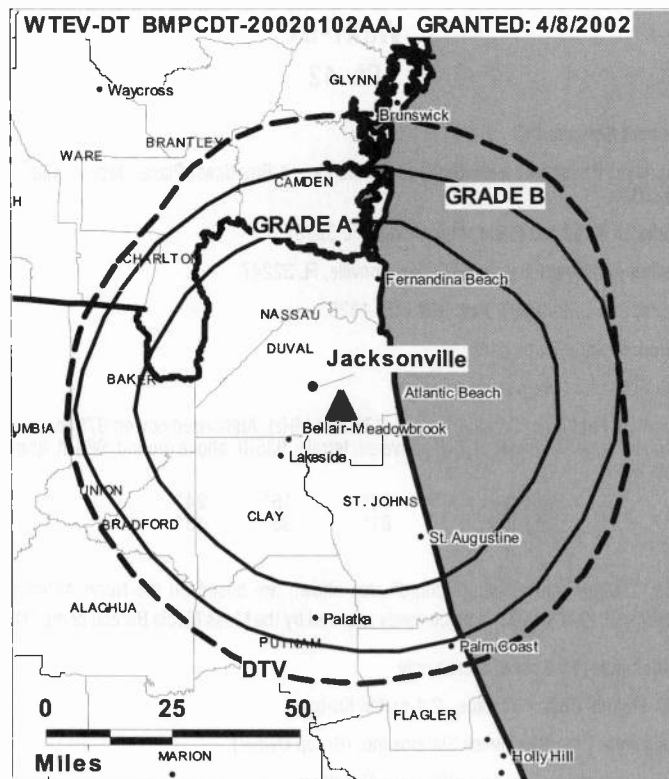 WTEV-DT BMPCDT-20020102AAJ GRANTED: 4/8/2002
GLYNN
Waycross
Brunswick
BRANTLEY
WARE
CAMDEN
GRADE B
H
GRADE A
CHARLTON
Fernandina Beach
NASSAU
DUVAL
Jacksonville
BAKER
Atlantic Beach
UMBIA
Bellair-Meadowbrook
Lakeside
UNION
ST. JOHNS
CLAY
BRADFORD
St. Augustine
ALACHUA
Palatka
PUTNAM
Palm Coast
DTV
0 25 50
FLAGLER
Miles
MARION
Holly Hill